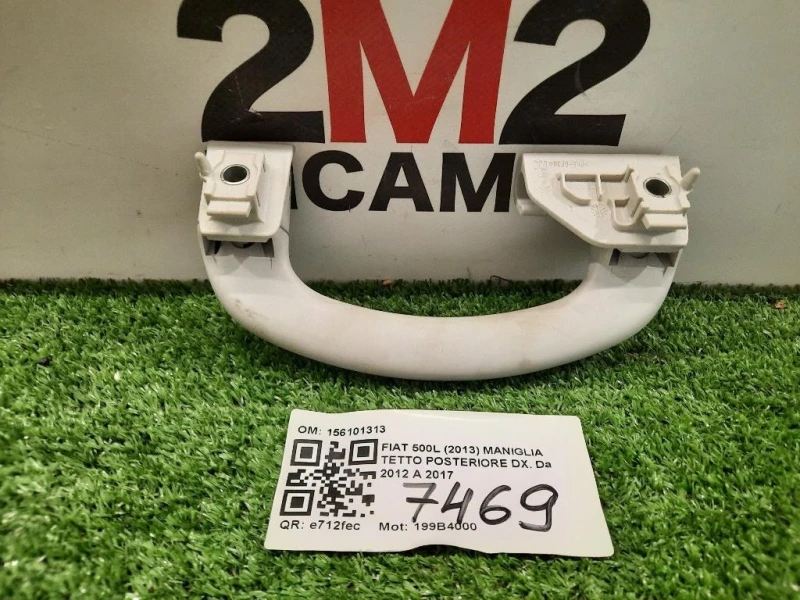 2M2
ICAM
OM: 156101313
FIAT 500L (2013) MANIGLIA
TETTO POSTERIORE DX. Da
2012 A 2017
7469
QR: e712fec Mot: 199B4000